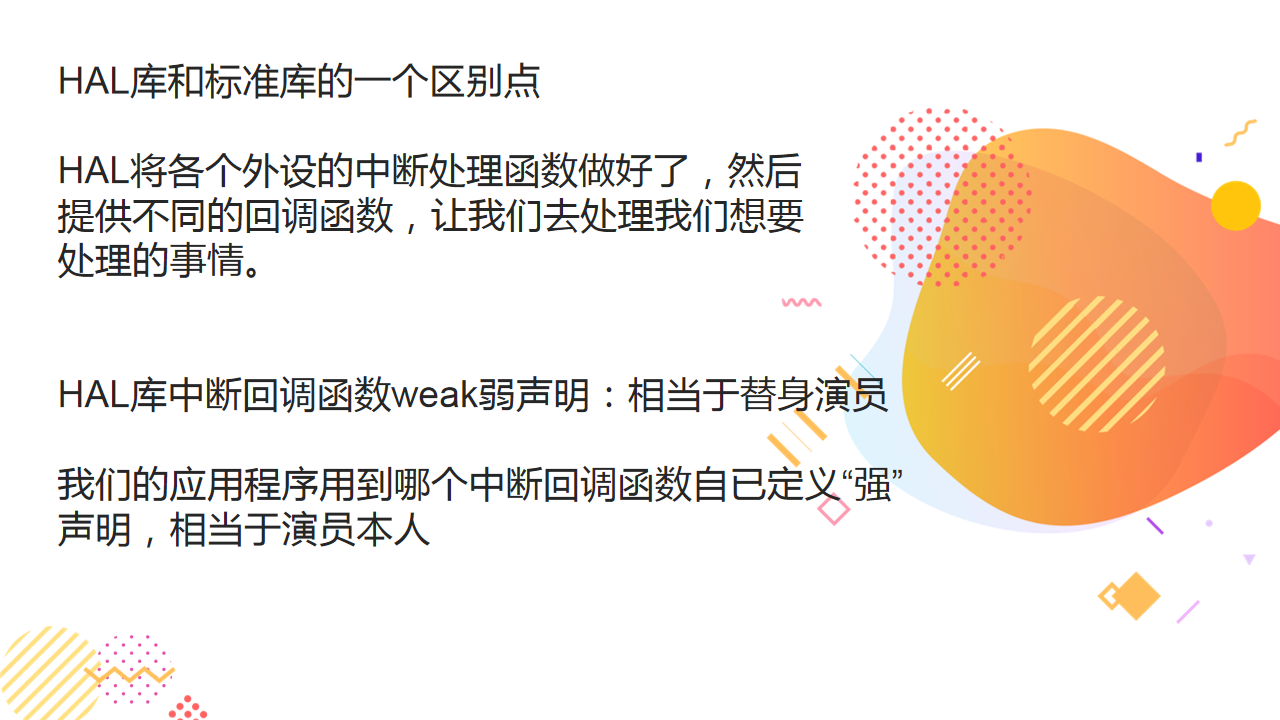 HAL库和标准库的一个区别点
HAL将各个外设的中断处理函数做好了，然后
提供不同的回调函数，让我们去处理我们想要
处理的事情。
HAL库中断回调函数weak弱声明：相当于替身演员
我们的应用程序用到哪个中断回调函数自已定义“强”
声明，相当于演员本人